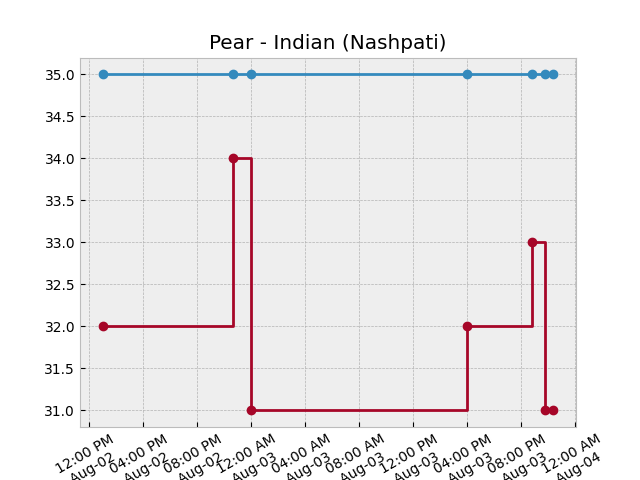 Pear - Indian (Nashpati)
35.0
34.5
34.0
33.5
33.0
32.5
32.0
31.5
31.0
12:00 PM
Aug-02
04:00 PM
Aug-02
08:00 PM
Aug-02
12:00 AM
Aug-03
04:00 AM
Aug-03
08:00 AM
Aug-03
12:00 PM
Aug-03
04:00 PM
Aug-03
08:00 PM
Aug-03
12:00 AM
Aug-04